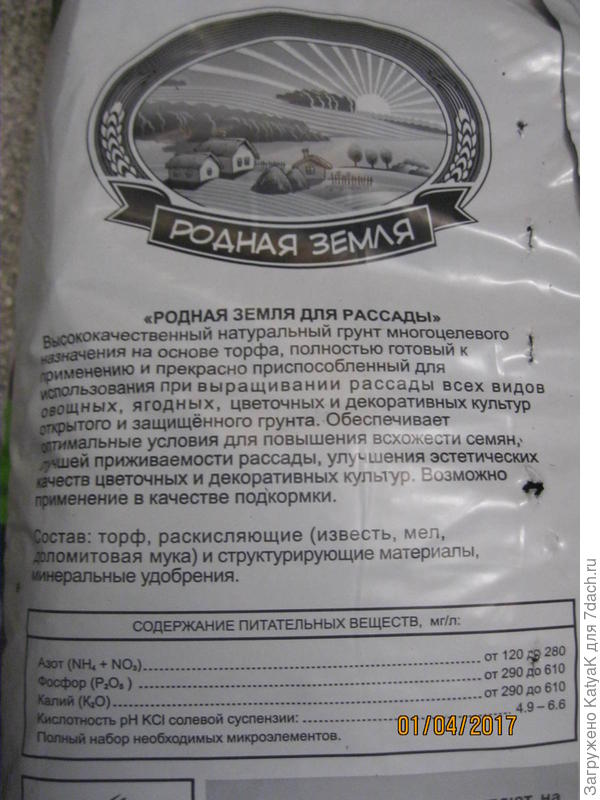 РОДНАЯ ЗЕМЛЯ
«РОДНАЯ ЗЕМЛЯ ДЛЯ РАССАДЫ»
Высококачественный натуральный грунт многоцелевого
назначения на основе торфа, полностью готовый к
применению и прекрасно приспособленный для
использования при выращивании рассады всех видов
овощных, ягодных, цветочных и декоративных культур
открытого и защищённого грунта. Обеспечивает
оптимальные условия для повышения всхожести семян,
лучшей приживаемости рассады, улучшения эстетических
качеств цветочных и декоративных культур. Возможно
применение в качестве подкормки.
Состав: торф, раскисляющие (известь, мел,
доломитовая мука) и структурирующие материалы,
минеральные удобрения.
СОДЕРЖАНИЕ ПИТАТЕЛЬНЫХ ВЕЩЕСТВ, мг/л:
Азот (NH₄ + NO₃) от 120 до 280
Фосфор (P₂O₅ ) от 290 до 610
Калий (K₂O) от 290 до 610
Кислотность pH KCl солевой суспензии: 4.9 – 6.6
Полный набор необходимых микроэлементов.
01/04/2017
Загружено KatyaK для 7dach.ru